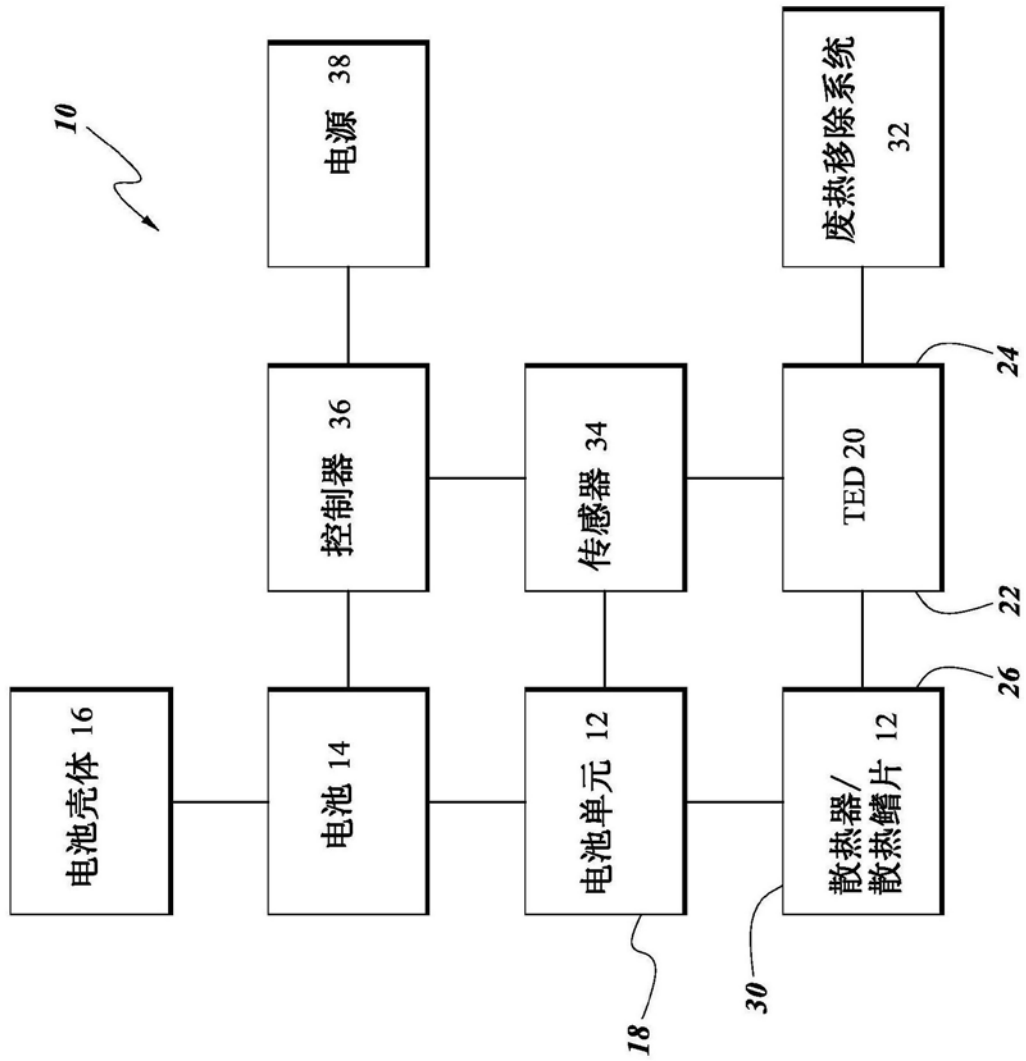 电池壳体 16
10
电池 14
控制器 36
电源 38
电池单元 12
传感器 34
18
30
散热器/
散热鳍片 12
TED 20
废热移除系统
32
26
22
24